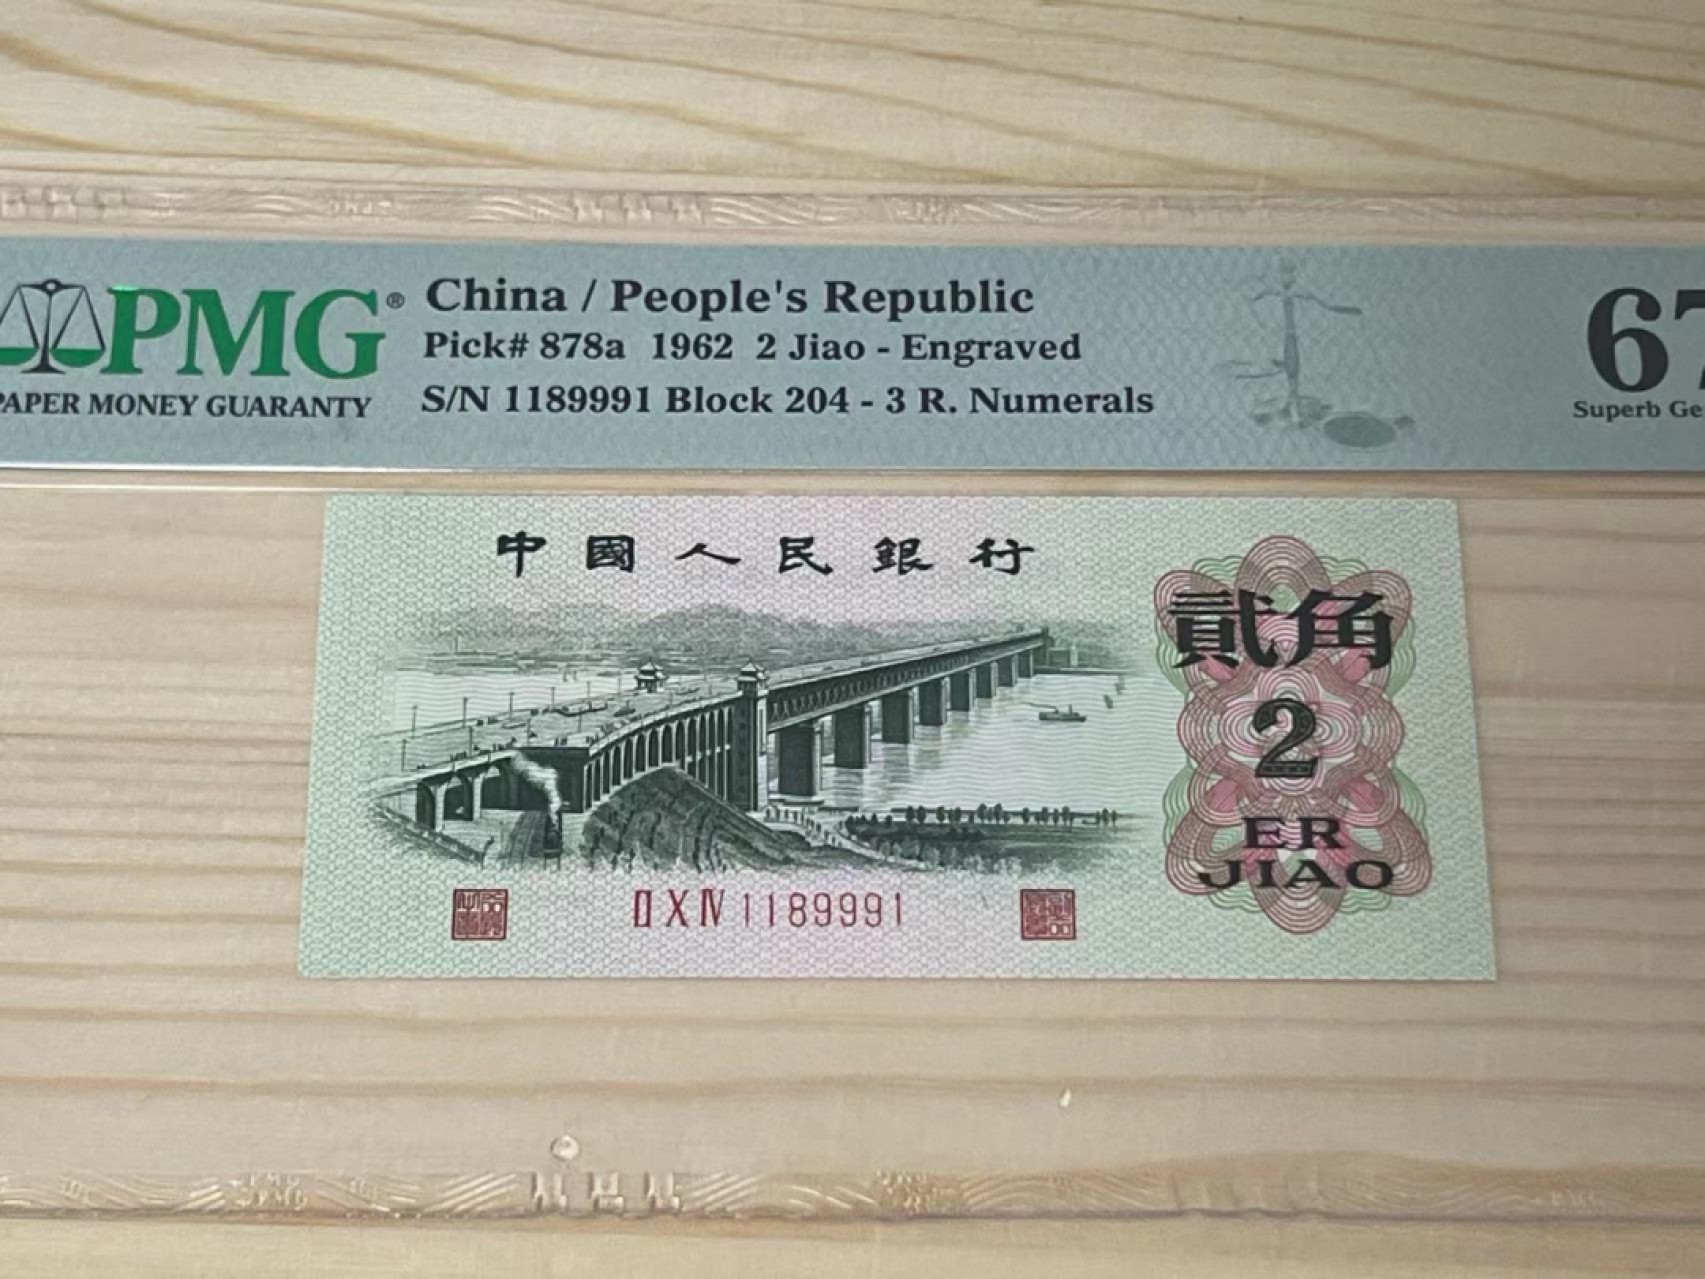 PMG®
PAPER MONEY GUARANTY
China / People's Republic
Pick# 878a 1962 2 Jiao - Engraved
S/N 1189991 Block 204 - 3 R. Numerals
67
Superb Ge
中國人民銀行
貳角
2
ER
JIAO
ⅡⅩⅣ 1189991